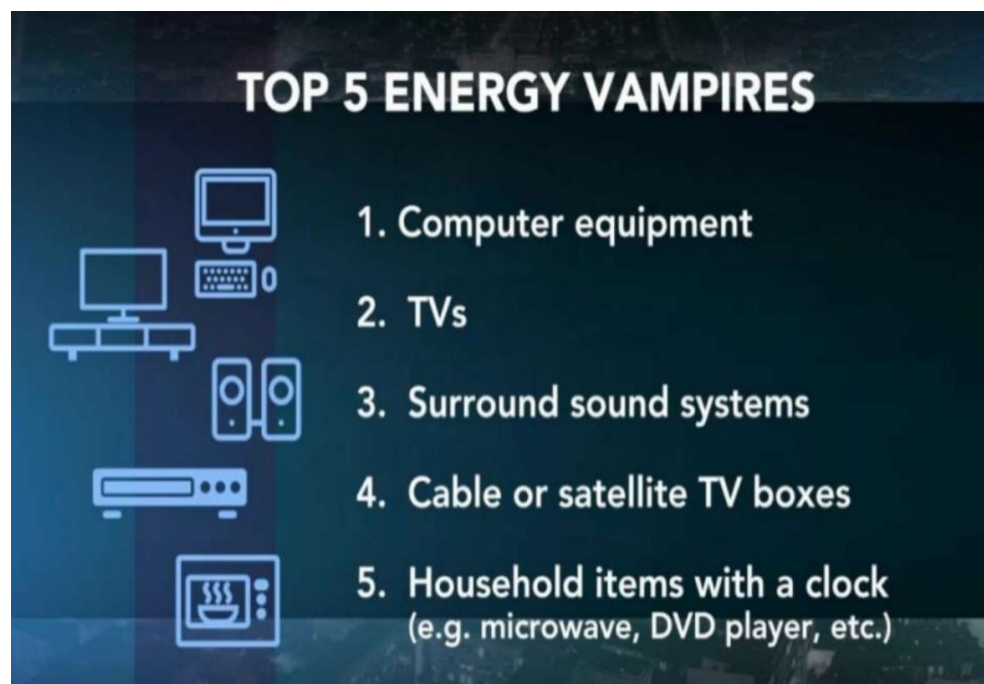 TOP 5 ENERGY VAMPIRES
1. Computer equipment
2. TVs
3. Surround sound systems
4. Cable or satellite TV boxes
5. Household items with a clock
(e.g. microwave, DVD player, etc.)